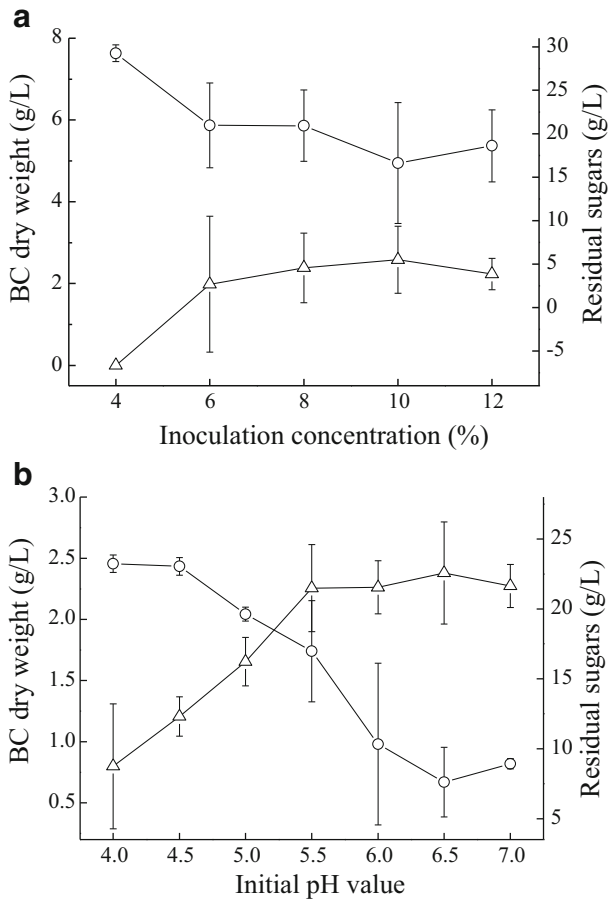 a
BC dry weight (g/L)
8
6
4
2
0
Residual sugars (g/L)
30
25
20
15
10
5
0
-5
4 6 8 10 12
Inoculation concentration (%)
b
BC dry weight (g/L)
3.0
2.5
2.0
1.5
1.0
0.5
Residual sugars (g/L)
25
20
15
10
5
4.0 4.5 5.0 5.5 6.0 6.5 7.0
Initial pH value